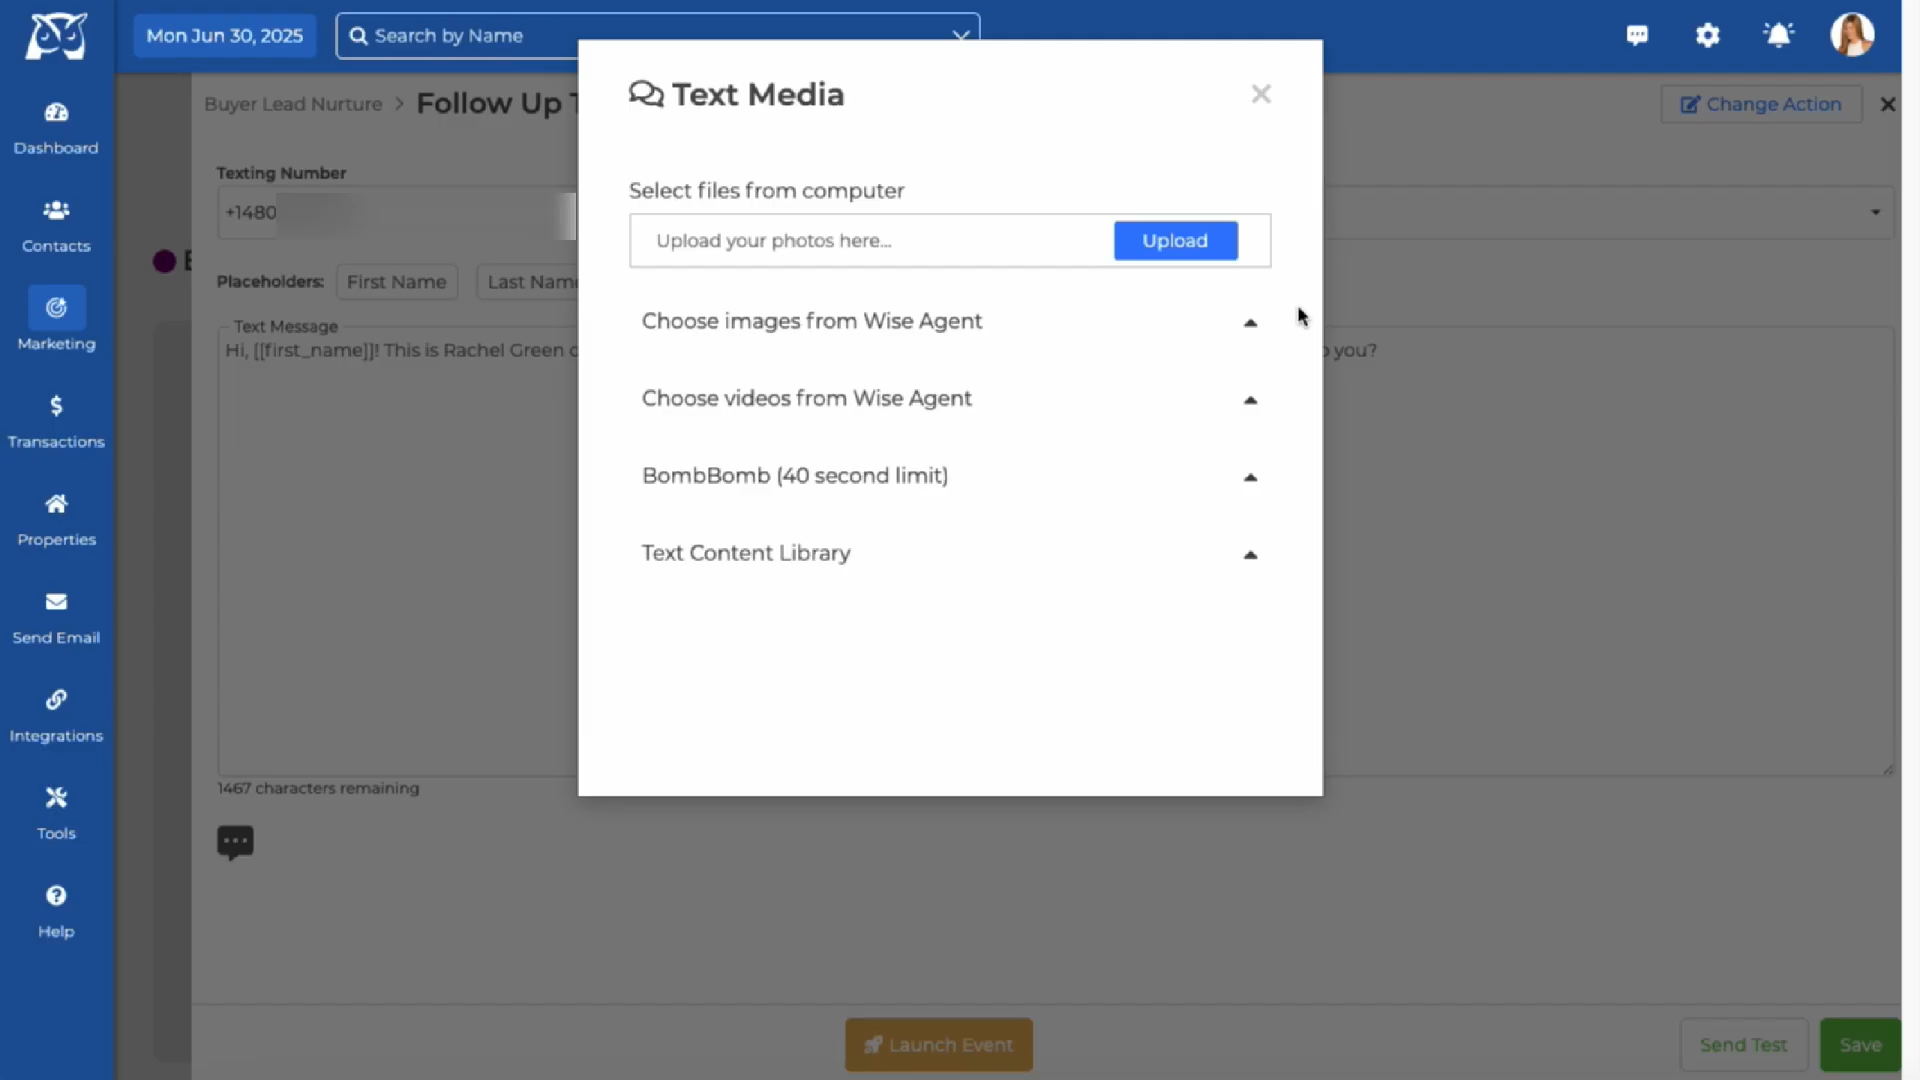 Mon Jun 30, 2025
Search by Name
Dashboard
Contacts
Marketing
Transactions
Properties
Send Email
Integrations
Tools
Help
Buyer Lead Nurture > Follow Up
Change Action
Texting Number
+1480
Placeholders: First Name Last Nam
Text Message
Hi, [[first_name]]! This is Rachel Green
you?
1467 characters remaining
Text Media
Select files from computer
Upload your photos here...
Upload
Choose images from Wise Agent
Choose videos from Wise Agent
BombBomb (40 second limit)
Text Content Library
Launch Event
Send Test
Save